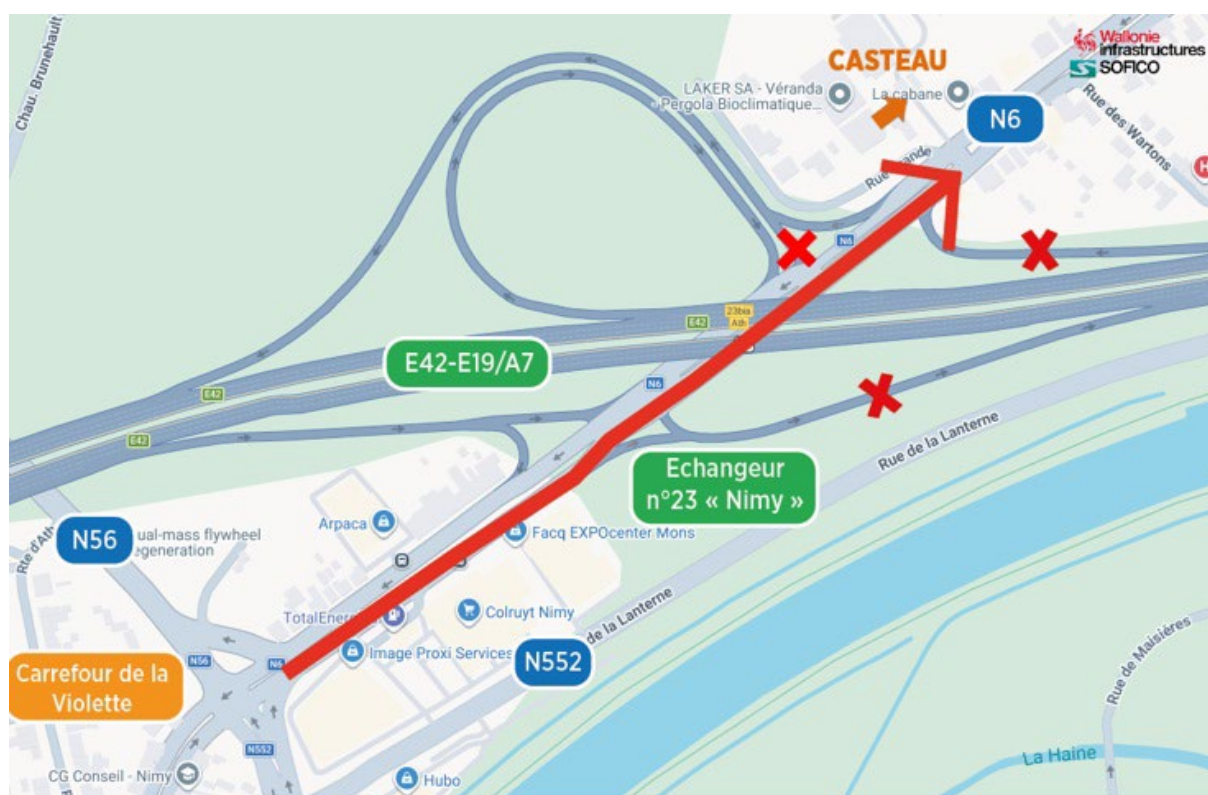 Chau. Brunehault
CASTEAU
Wallonie
infrastructures
SOFICO
LAKER SA - Véranda
- Pergola Bioclimatique...
La cabane
N6
Rue des Wartons
H
N6
23bis
Ath
E42
E42-E19/A7
N6
E42
E42
Rue de la Lanterne
Echangeur
n°23 « Nimy »
Arpaca
Facq EXPOcenter Mons
N56
ual-mass flywheel
egeneration
Rte d'Ath
TotalEner
Colruyt Nimy
de la Lanterne
Image Proxi Services
N552
N56
N6
Carrefour de la
Violette
Rue de Maisières
N552
La Haine
CG Conseil - Nimy
Hubo